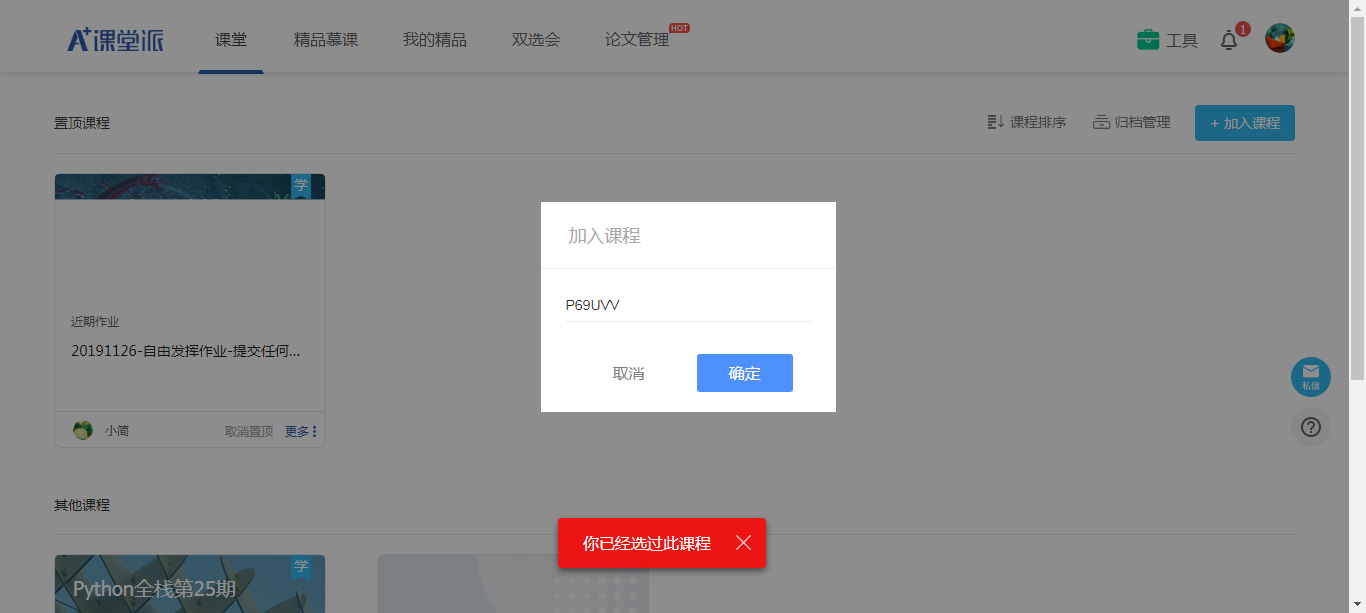 A+课堂派
课堂
精品慕课
我的精品
双选会
论文管理
HOT
工具
1
置顶课程
课程排序
归档管理
+ 加入课程
学
近期作业
20191126-自由发挥作业-提交任何...
小简
取消置顶
更多
加入课程
P69UVV
取消
确定
私信
其他课程
你已经选过此课程
学
Python全栈第25期